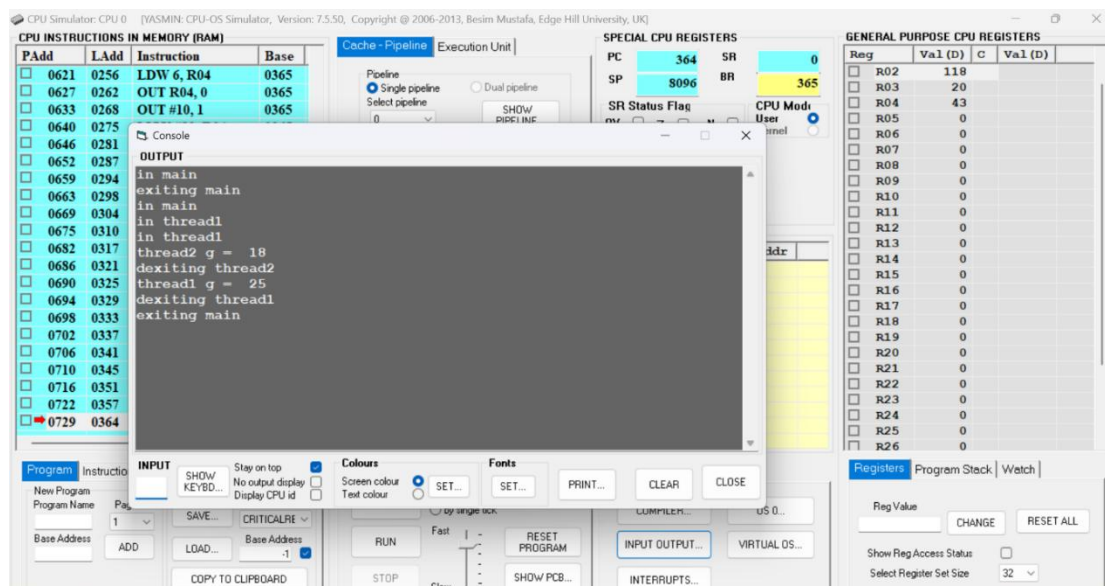 CPU Simulator: CPU 0 [YASMIN: CPU-OS Simulator, Version: 7.5.50, Copyright @ 2006-2013, Besim Mustafa, Edge Hill University, UK]
CPU INSTRUCTIONS IN MEMORY (RAM)
PAdd LAdd Instruction Base
0621 0256 LDW 6, R04 0365
0627 0262 OUT R04, 0 0365
0633 0268 OUT #10, 1 0365
0640 0275
0646 0281
0652 0287
0659 0294
0663 0298
0669 0304
0675 0310
0682 0317
0686 0321
0690 0325
0694 0329
0698 0333
0702 0337
0706 0341
0710 0345
0716 0351
0722 0357
0729 0364
Cache - Pipeline Execution Unit
Pipeline
Single pipeline Dual pipeline
Select pipeline
0
SHOW
PIPELINE
SPECIAL CPU REGISTERS
PC 364 SR 0
SP 8096 BR 365
SR Status Flag CPU Mode
OV Z N User
GENERAL PURPOSE CPU REGISTERS
Reg Val (D) C Val (D)
R02 118
R03 20
R04 43
R05 0
R06 0
R07 0
R08 0
R09 0
R10 0
R11 0
R12 0
R13 0
R14 0
R15 0
R16 0
R17 0
R18 0
R19 0
R20 0
R21 0
R22 0
R23 0
R24 0
R25 0
R26 0
Console
OUTPUT
in main
exiting main
in main
in thread1
in thread1
thread2 g = 18
dexiting thread2
thread1 g = 25
dexiting thread1
exiting main
INPUT
SHOW
KEYBD...
Stay on top
No output display
Display CPU id
Colours
Screen colour
Text colour
SET...
Fonts
SET...
PRINT...
CLEAR
CLOSE
Program Instructio
New Program
Program Name
1
Base Address
ADD
SAVE...
CRITICALRE
LOAD...
Base Address
-1
COPY TO CLIPBOARD
by single tick
RUN
Fast
RESET
PROGRAM
STOP
SHOW PCB...
COMPILER...
OS 0...
INPUT OUTPUT...
VIRTUAL OS...
INTERRUPTS...
Registers Program Stack Watch
Reg Value
CHANGE
RESET ALL
Show Reg Access Status
Select Register Set Size 32